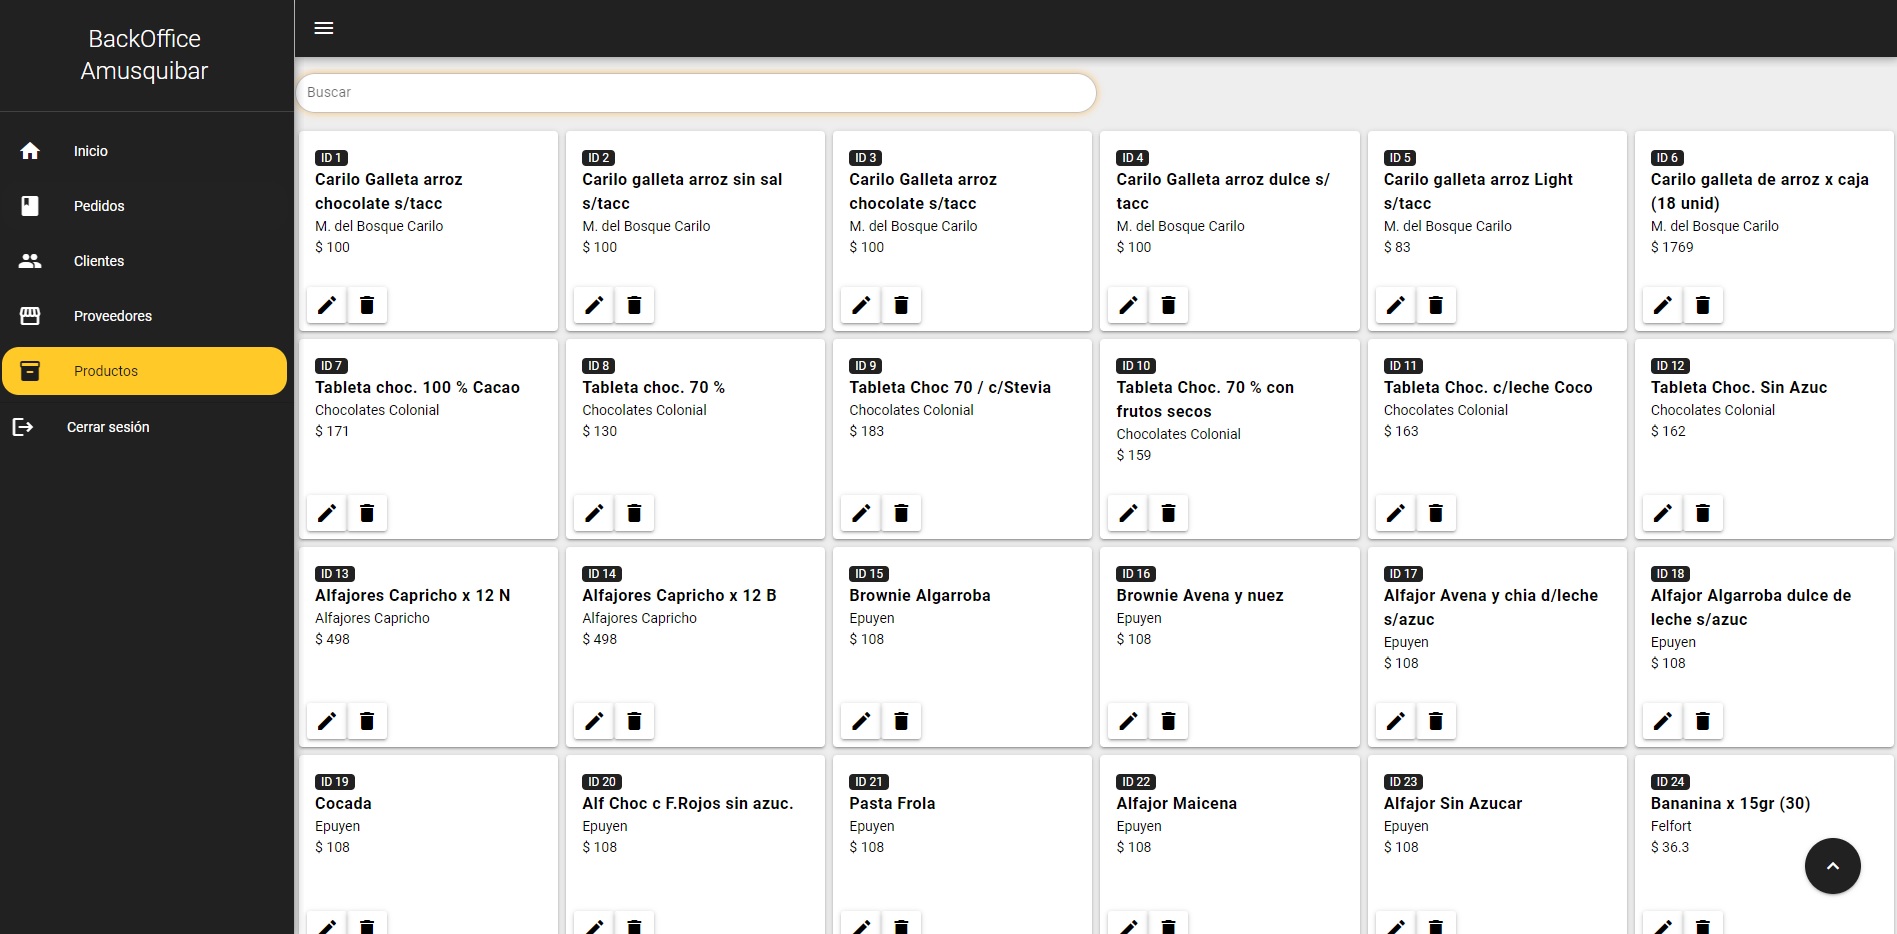 BackOffice
Amusquibar
Inicio
Pedidos
Clientes
Proveedores
Productos
Cerrar sesión
Buscar
ID 1
Carilo Galleta arroz
chocolate s/tacc
M. del Bosque Carilo
$ 100
ID 2
Carilo galleta arroz sin sal
s/tacc
M. del Bosque Carilo
$ 100
ID 3
Carilo Galleta arroz
chocolate s/tacc
M. del Bosque Carilo
$ 100
ID 4
Carilo Galleta arroz dulce s/
tacc
M. del Bosque Carilo
$ 100
ID 5
Carilo galleta arroz Light
s/tacc
M. del Bosque Carilo
$ 83
ID 6
Carilo galleta de arroz x caja
(18 unid)
M. del Bosque Carilo
$ 1769
ID 7
Tableta choc. 100 % Cacao
Chocolates Colonial
$ 171
ID 8
Tableta choc. 70 %
Chocolates Colonial
$ 130
ID 9
Tableta Choc 70 / c/Stevia
Chocolates Colonial
$ 183
ID 10
Tableta Choc. 70 % con
frutos secos
Chocolates Colonial
$ 159
ID 11
Tableta Choc. c/leche Coco
Chocolates Colonial
$ 163
ID 12
Tableta Choc. Sin Azuc
Chocolates Colonial
$ 162
ID 13
Alfajores Capricho x 12 N
Alfajores Capricho
$ 498
ID 14
Alfajores Capricho x 12 B
Alfajores Capricho
$ 498
ID 15
Brownie Algarroba
Epuyen
$ 108
ID 16
Brownie Avena y nuez
Epuyen
$ 108
ID 17
Alfajor Avena y chia d/leche
s/azuc
Epuyen
$ 108
ID 18
Alfajor Algarroba dulce de
leche s/azuc
Epuyen
$ 108
ID 19
Cocada
Epuyen
$ 108
ID 20
Alf Choc c F.Rojos sin azuc.
Epuyen
$ 108
ID 21
Pasta Frola
Epuyen
$ 108
ID 22
Alfajor Maicena
Epuyen
$ 108
ID 23
Alfajor Sin Azucar
Epuyen
$ 108
ID 24
Bananina x 15gr (30)
Felfort
$ 36.3